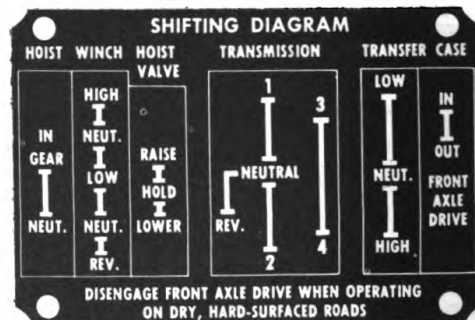 SHIFTING DIAGRAM
HOIST
WINCH
HOIST VALVE
TRANSMISSION
TRANSFER CASE
IN
GEAR
NEUT.
HIGH
NEUT.
LOW
NEUT.
REV.
RAISE
HOLD
LOWER
1
3
NEUTRAL
REV.
2
4
LOW
NEUT.
HIGH
IN
OUT
FRONT
AXLE
DRIVE
DISENGAGE FRONT AXLE DRIVE WHEN OPERATING
ON DRY, HARD-SURFACED ROADS